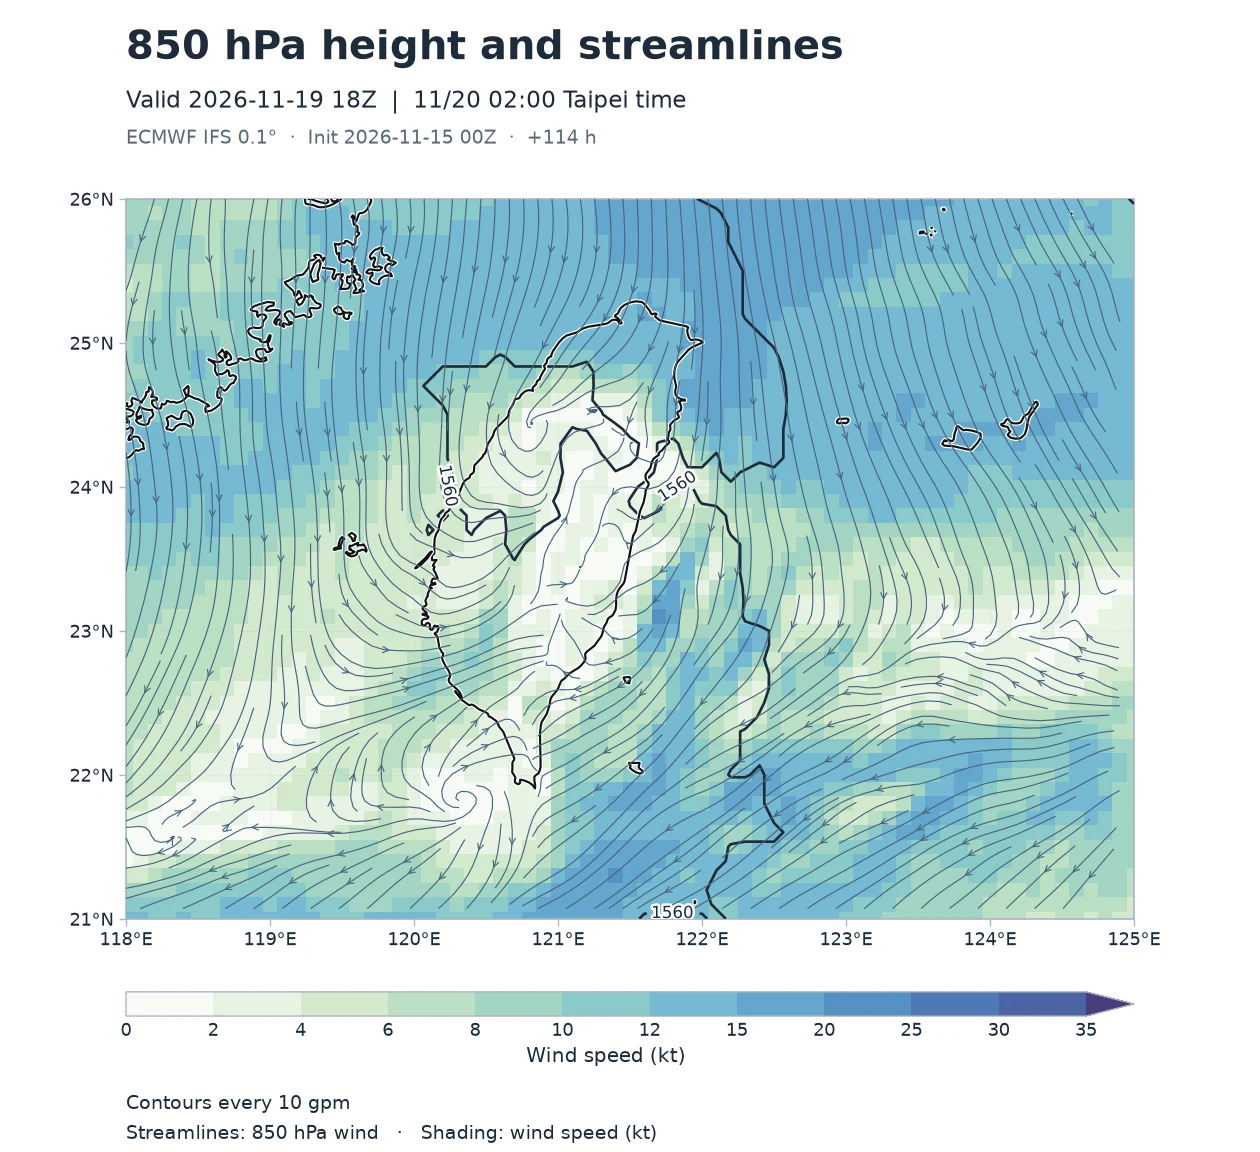 850 hPa height and streamlines
Valid 2026-11-19 18Z | 11/20 02:00 Taipei time
ECMWF IFS 0.1° · Init 2026-11-15 00Z · +114 h
26°N
25°N
24°N
23°N
22°N
21°N
1560
1560
1560
118°E 119°E 120°E 121°E 122°E 123°E 124°E 125°E
0 2 4 6 8 10 12 15 20 25 30 35
Wind speed (kt)
Contours every 10 gpm
Streamlines: 850 hPa wind · Shading: wind speed (kt)